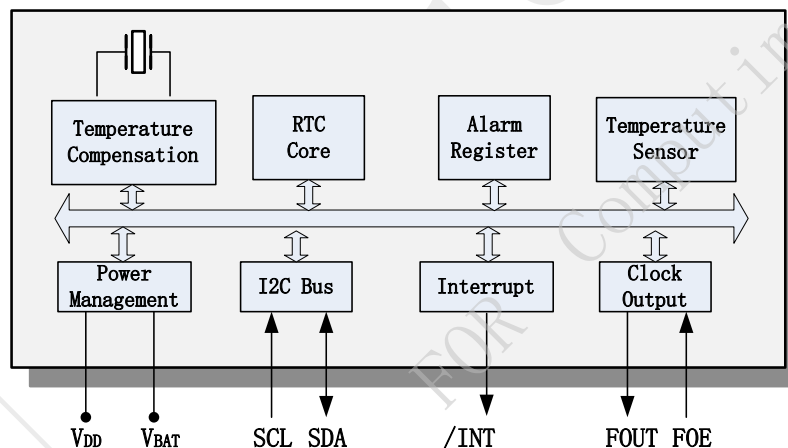 Temperature
Compensation
RTC
Core
Alarm
Register
Temperature
Sensor
Power
Management
I2C Bus
Interrupt
Clock
Output
VDD
VBAT
SCL
SDA
/INT
FOUT
FOE
FOR